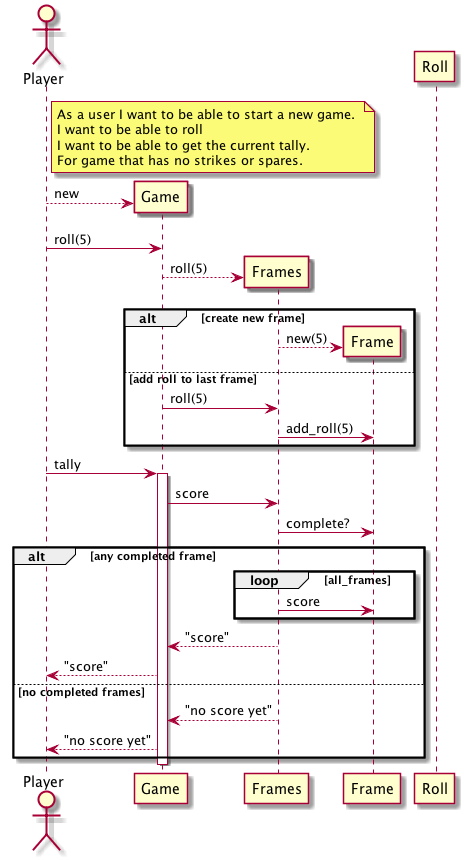 Player
Roll
As a user I want to be able to start a new game.
I want to be able to roll
I want to be able to get the current tally.
For game that has no strikes or spares.
new
Game
roll(5)
roll(5)
Frames
alt
[create new frame]
new(5)
Frame
[add roll to last frame]
roll(5)
add_roll(5)
tally
score
complete?
alt
[any completed frame]
loop
[all_frames]
score
"score"
"score"
[no completed frames]
"no score yet"
"no score yet"
Player
Game
Frames
Frame
Roll